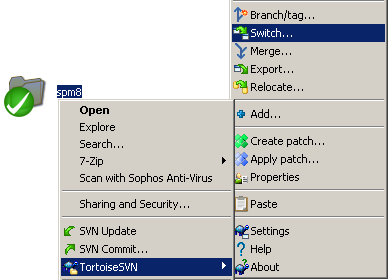 spm8
Open
Explore
Search...
7-Zip
Scan with Sophos Anti-Virus
Sharing and Security...
SVN Update
SVN Commit...
TortoiseSVN
Branch/tag...
Switch...
Merge...
Export...
Relocate...
Add...
Create patch...
Apply patch...
Properties
Paste
Settings
Help
About